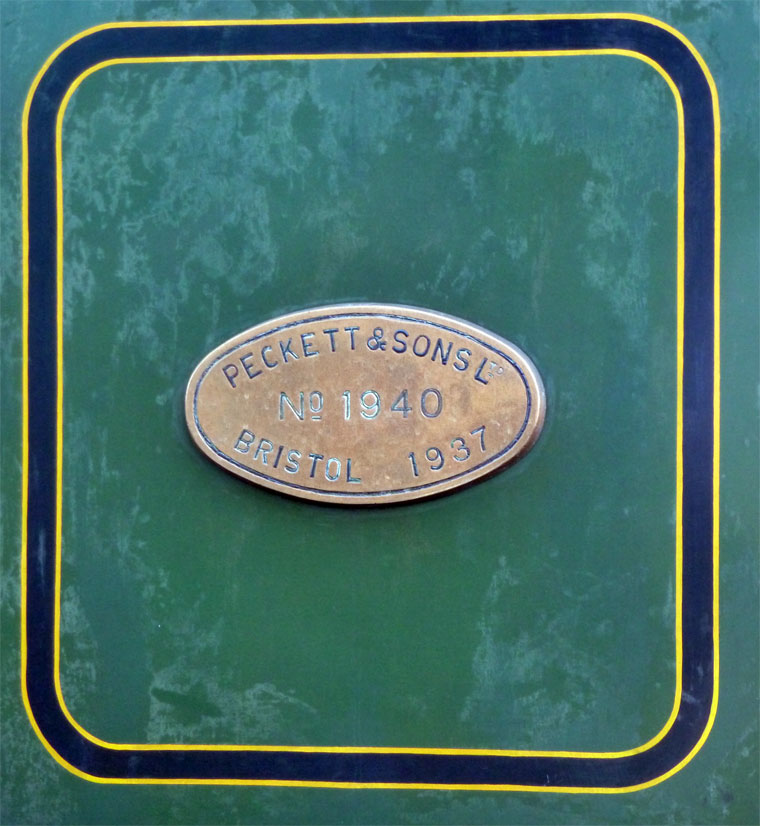 PECKETT & SONS LTD
No 1940
BRISTOL 1937